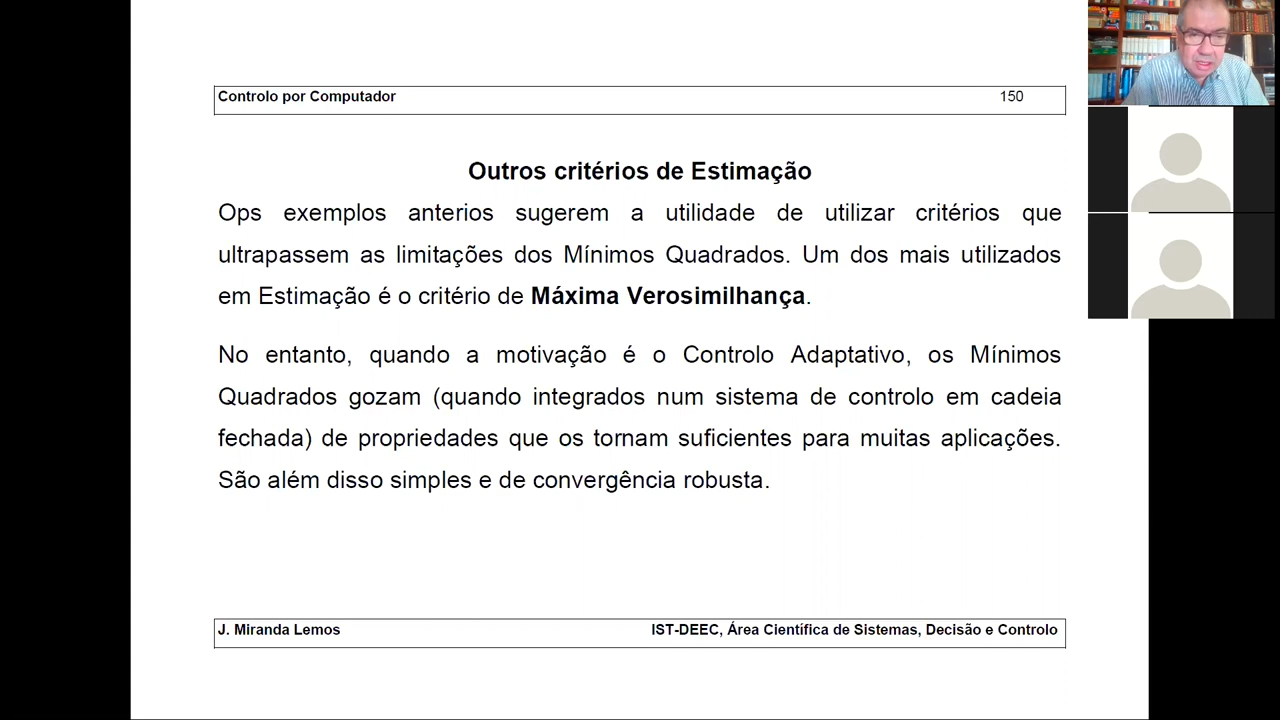 Controlo por Computador 150
Outros critérios de Estimação
Ops exemplos anterios sugerem a utilidade de utilizar critérios que
ultrapassem as limitações dos Mínimos Quadrados. Um dos mais utilizados
em Estimação é o critério de Máxima Verosimilhança.
No entanto, quando a motivação é o Controlo Adaptativo, os Mínimos
Quadrados gozam (quando integrados num sistema de controlo em cadeia
fechada) de propriedades que os tornam suficientes para muitas aplicações.
São além disso simples e de convergência robusta.
J. Miranda Lemos IST-DEEC, Área Científica de Sistemas, Decisão e Controlo